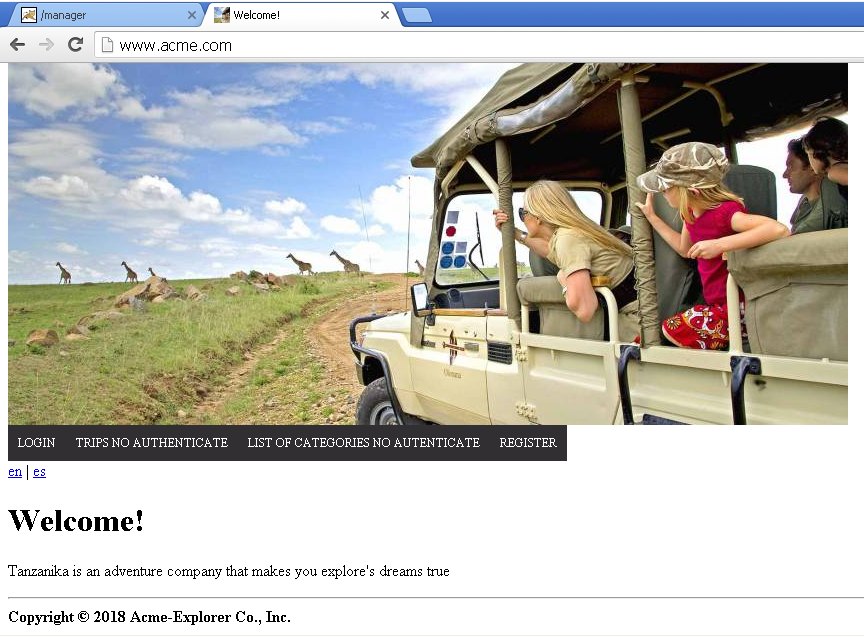 /manager
Welcome!
www.acme.com
LOGIN TRIPS NO AUTHENTICATE LIST OF CATEGORIES NO AUTENTICATE REGISTER
en | es
Welcome!
Tanzanika is an adventure company that makes you explore's dreams true
Copyright © 2018 Acme-Explorer Co., Inc.